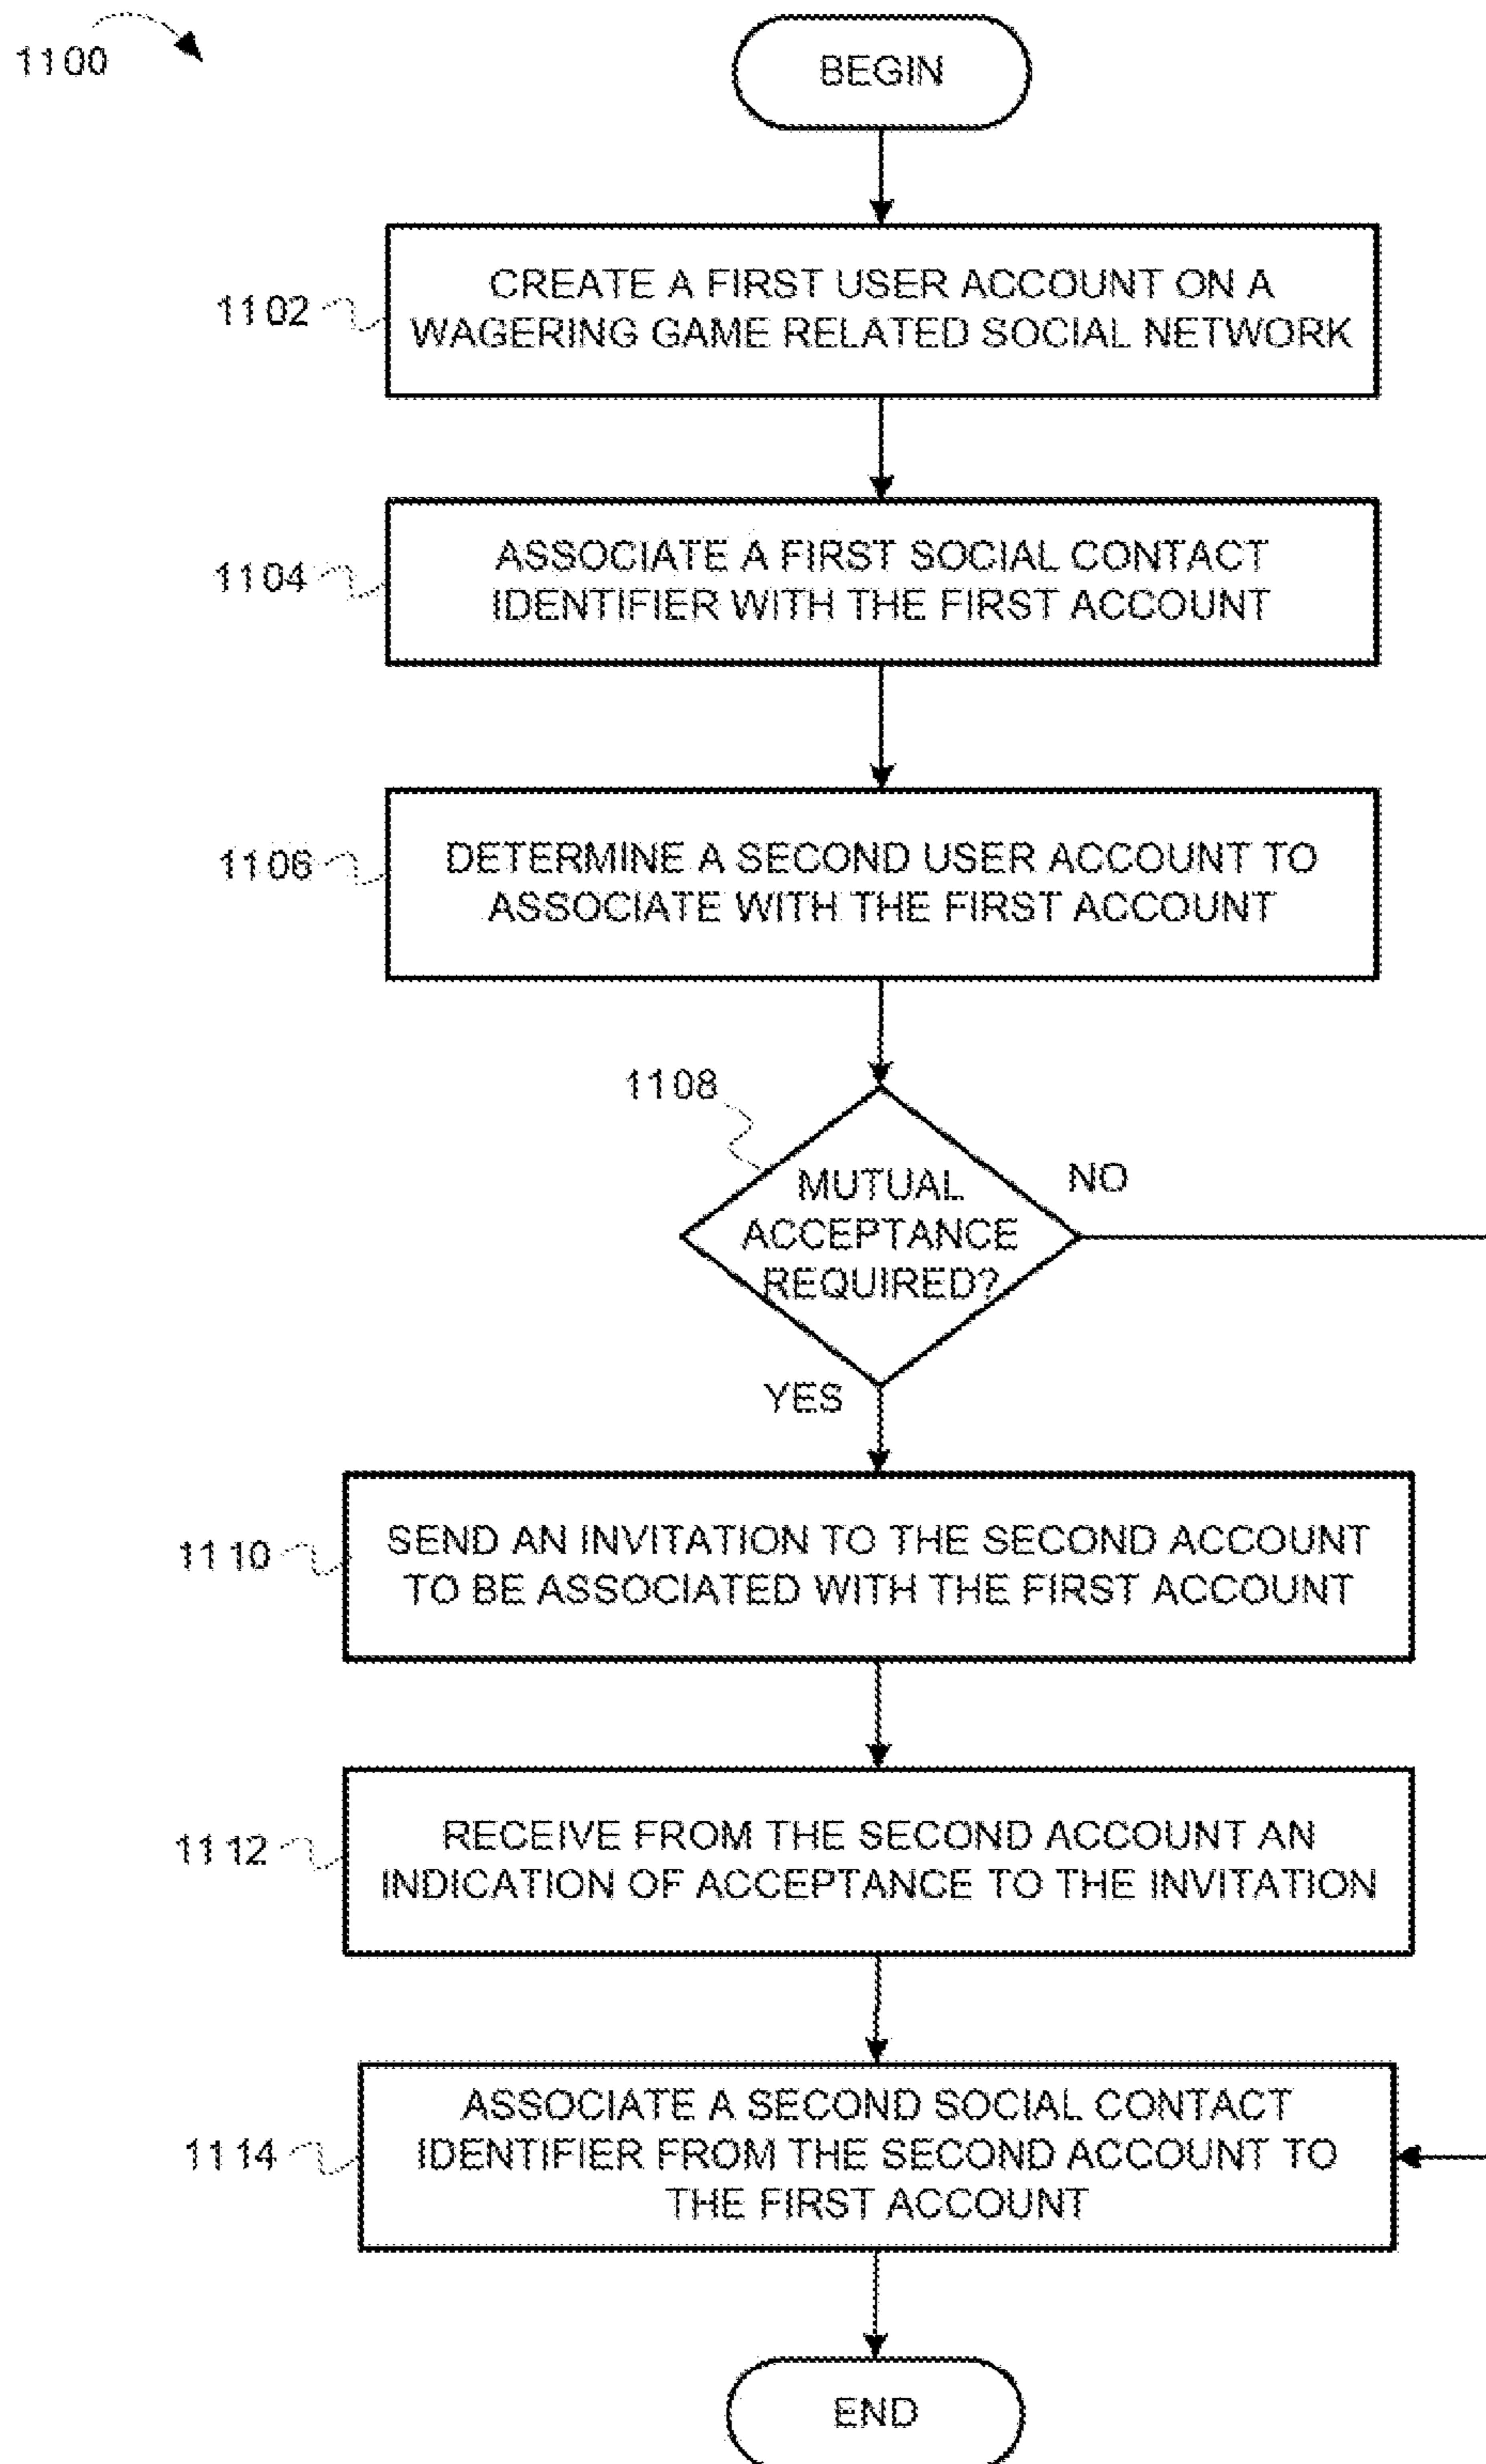 1100
BEGIN
1102
CREATE A FIRST USER ACCOUNT ON A
WAGERING GAME RELATED SOCIAL NETWORK
1104
ASSOCIATE A FIRST SOCIAL CONTACT
IDENTIFIER WITH THE FIRST ACCOUNT
1106
DETERMINE A SECOND USER ACCOUNT TO
ASSOCIATE WITH THE FIRST ACCOUNT
1108
MUTUAL
ACCEPTANCE
REQUIRED?
NO
YES
1110
SEND AN INVITATION TO THE SECOND ACCOUNT
TO BE ASSOCIATED WITH THE FIRST ACCOUNT
1112
RECEIVE FROM THE SECOND ACCOUNT AN
INDICATION OF ACCEPTANCE TO THE INVITATION
1114
ASSOCIATE A SECOND SOCIAL CONTACT
IDENTIFIER FROM THE SECOND ACCOUNT TO
THE FIRST ACCOUNT
END